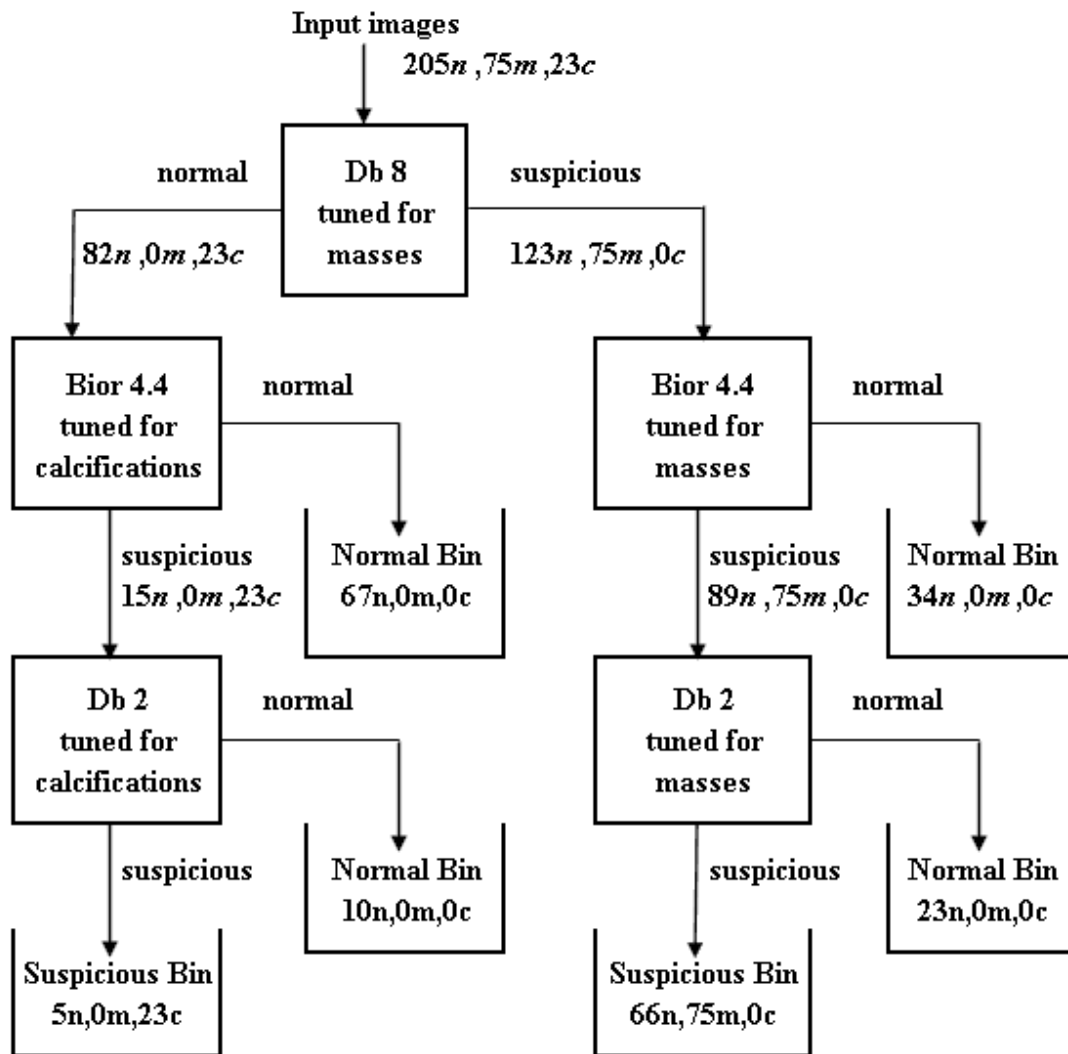 Input images
205n ,75m ,23c
normal
Db 8
tuned for
masses
suspicious
82n ,0m ,23c
123n ,75m ,0c
Bior 4.4
tuned for
calcifications
normal
Bior 4.4
tuned for
masses
normal
suspicious
15n ,0m ,23c
Normal Bin
67n,0m,0c
suspicious
89n ,75m ,0c
Normal Bin
34n ,0m ,0c
Db 2
tuned for
calcifications
normal
Db 2
tuned for
masses
normal
suspicious
Normal Bin
10n,0m,0c
suspicious
Normal Bin
23n,0m,0c
Suspicious Bin
5n,0m,23c
Suspicious Bin
66n,75m,0c